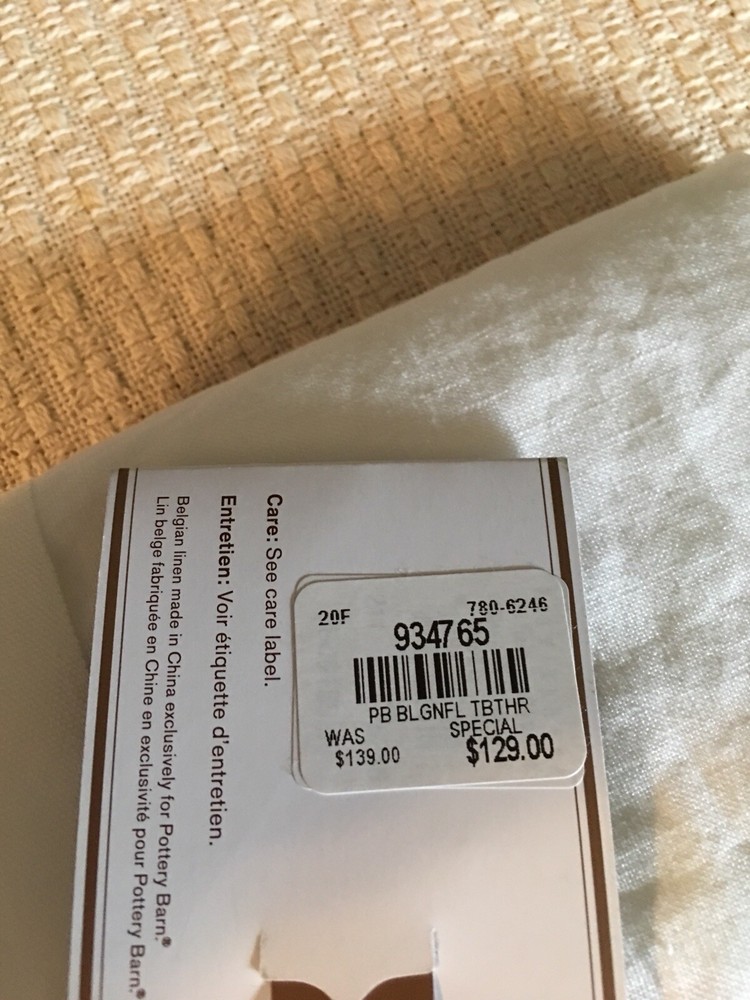 Care: See care label.
Entretien: Voir étiquette d'entretien.
Belgian linen made in China exclusively for Pottery Barn.®
Lin belge fabriquée en Chine en exclusivité pour Pottery Barn.®
20F 780-6246
934765
PB BLGNFL TBTHR
WAS SPECIAL
$139.00 $129.00